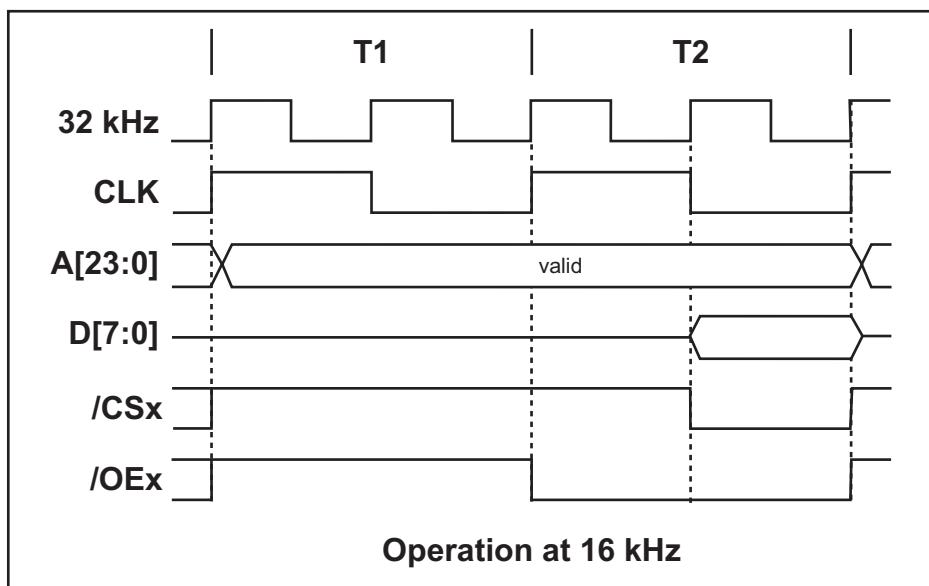 T1 T2
32 kHz
CLK
A[23:0] valid
D[7:0]
/CSx
/OEx
Operation at 16 kHz